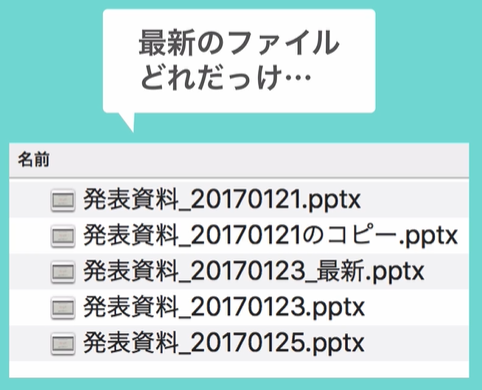 最新のファイル
どれだっけ…
名前
発表資料_20170121.pptx
発表資料_20170121のコピー.pptx
発表資料_20170123_最新.pptx
発表資料_20170123.pptx
発表資料_20170125.pptx